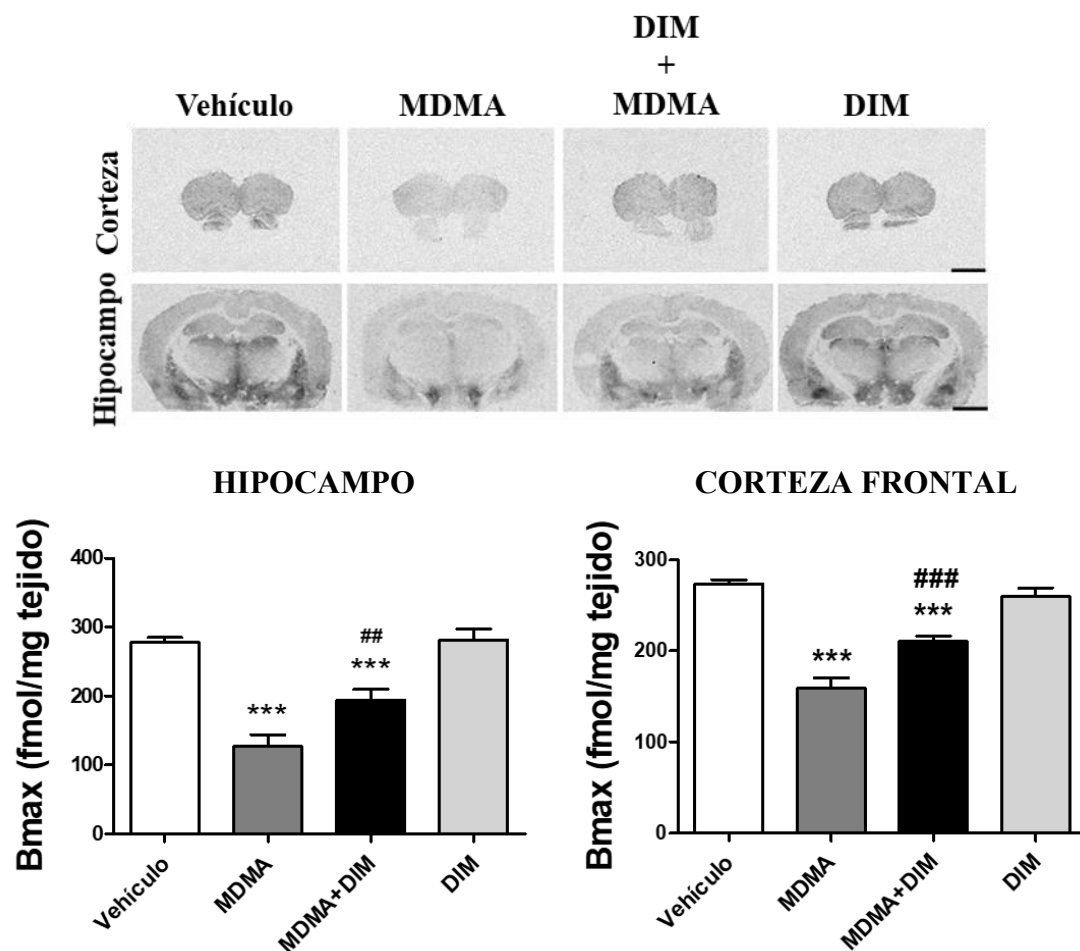 DIM
+
Vehículo MDMA MDMA DIM
Corteza
Hipocampo
HIPOCAMPO
Bmax (fmol/mg tejido)
400
300
200
100
0
***
##
***
Vehículo
MDMA
MDMA+DIM
DIM
CORTEZA FRONTAL
Bmax (fmol/mg tejido)
300
200
100
0
***
###
***
Vehículo
MDMA
MDMA+DIM
DIM